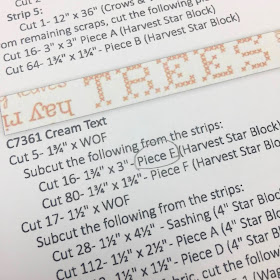 Strip 5:
Cut 1- 12" x 36" (Crows &
om remaining scraps, cut the following
Cut 16- 3" x 3" Piece A (Harvest Star Block)
Cut 64- 1¾" x 1¾"- Piece B (Harvest Star Block)
hay ri
TREES
C7361 Cream Text
Cut 5- 1¾" x WOF
Subcut the following from the strips:
Cut 16- 1¾" x 3"- Piece E (Harvest Star Block)
Cut 80- 1¾" x 1¾"- Piece F (Harvest Star Block)
Cut 17- 1½" x WOF
Subcut the following from the strips:
Cut 28- 1½" x 4½" - Sashing (4" Star Block
Cut 112- 1½" x 2½" - Piece A (4" Star Block
1½" x 1½" - Piece D (4" Star